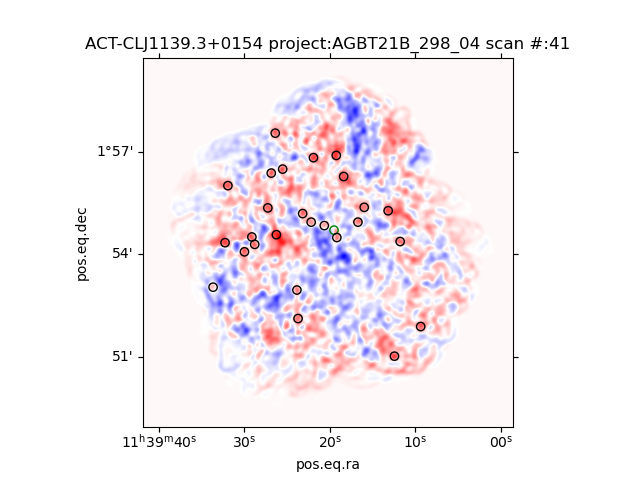 ACT-CLJ1139.3+0154 project:AGBT21B_298_04 scan #:41
1°57'
54'
51'
pos.eq.dec
11ʰ39ᵐ40ˢ 30ˢ 20ˢ 10ˢ 00ˢ
pos.eq.ra